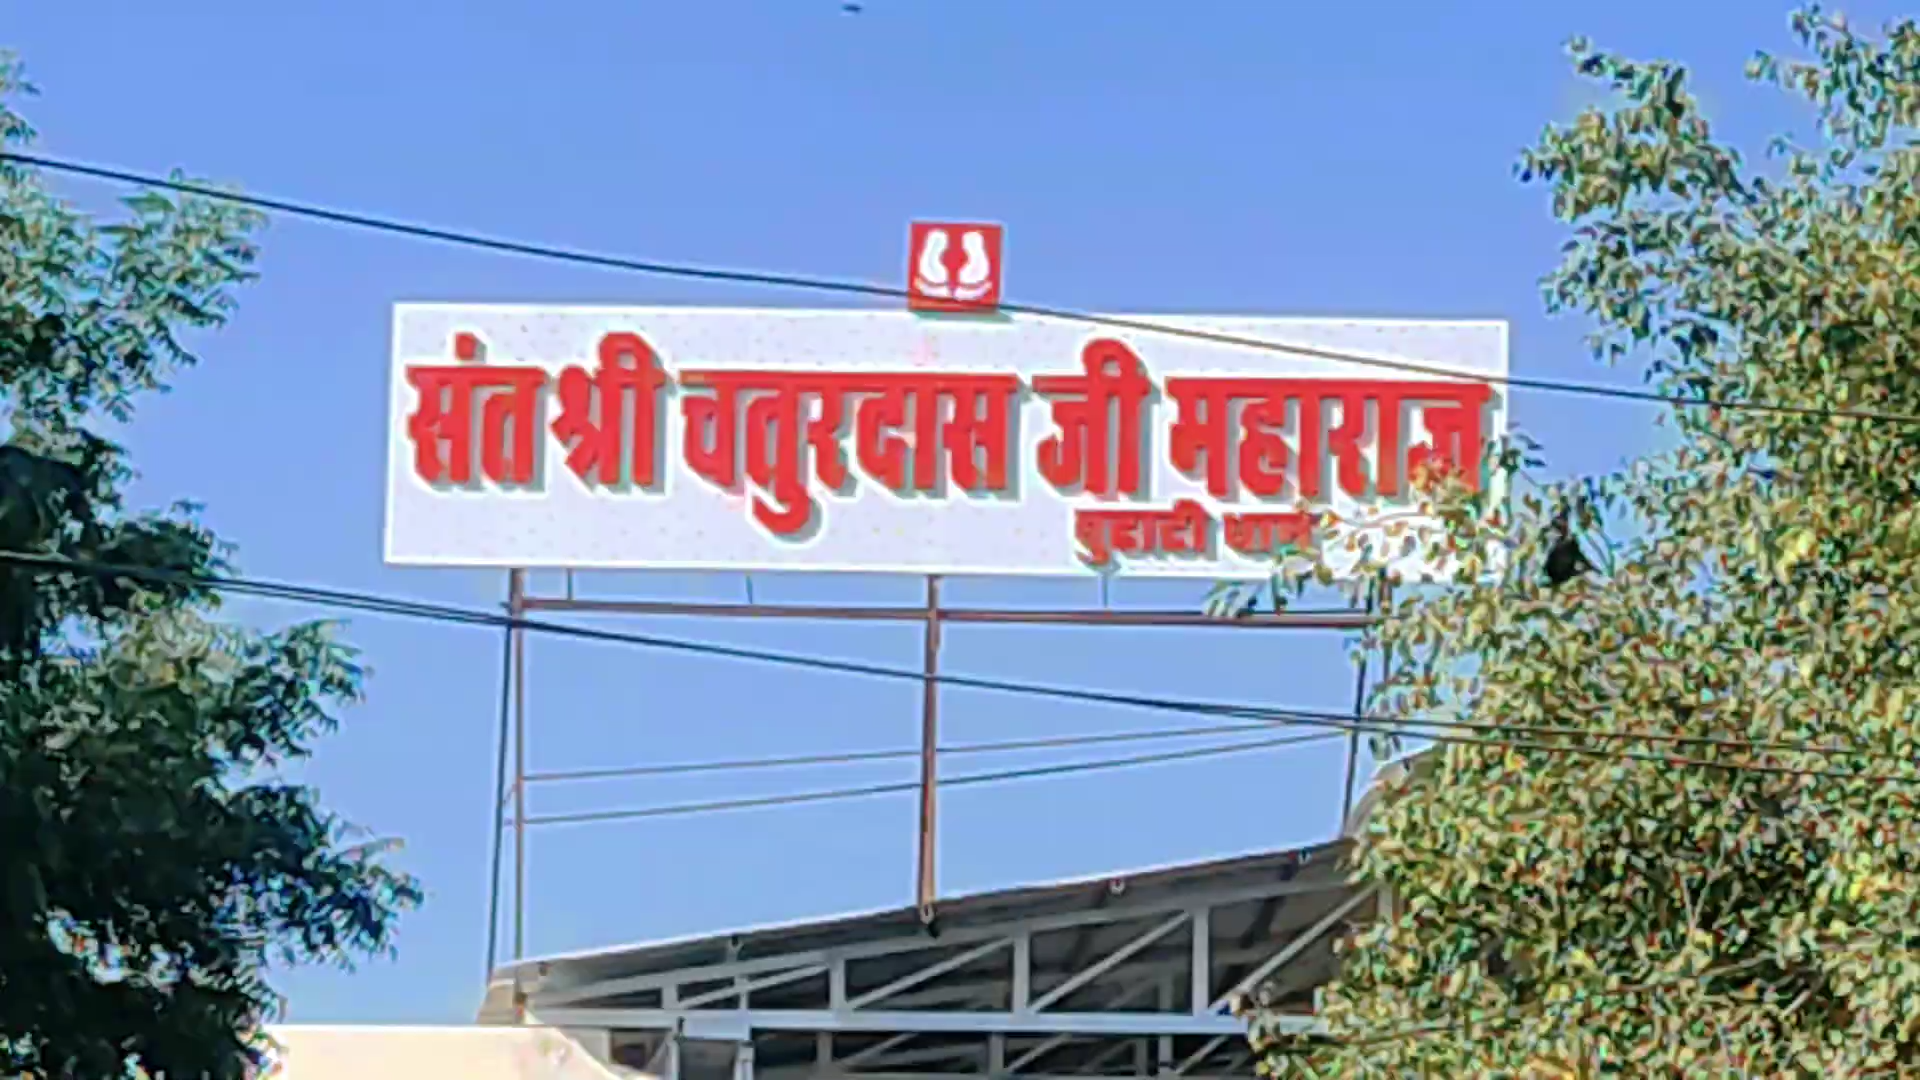 संत श्री चतुरदास जी महाराज
बुटाटी धाम